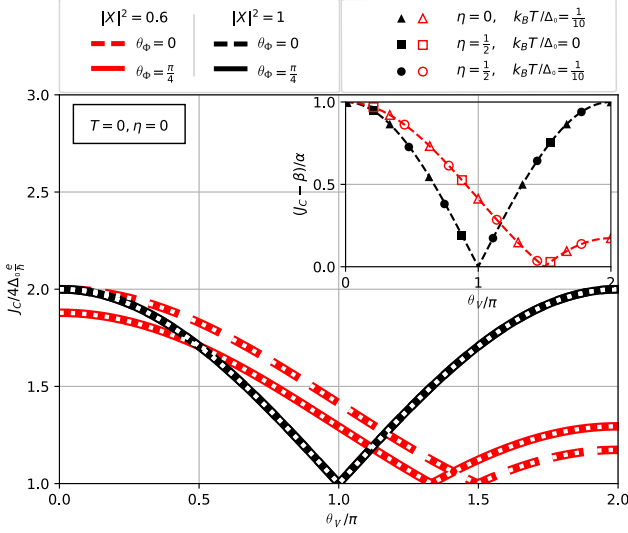 |X|²=0.6 |X|²=1
θ_Φ=0 θ_Φ=0
θ_Φ=π/4 θ_Φ=π/4
η=0, k_BT/Δ₀=1/10
η=1/2, k_BT/Δ₀=0
η=1/2, k_BT/Δ₀=1/10
T=0, η=0
J_C/4Δ₀ e/ħ
3.0
2.5
2.0
1.5
1.0
0.0 0.5 1.0 1.5 2.0
θ_V/π
(J_C − β)/α
1.0
0.5
0.0
0 1 2
θ_V/π